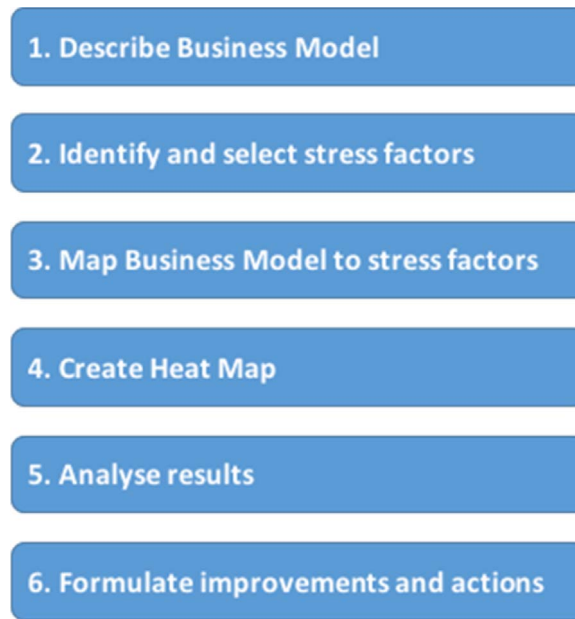 1. Describe Business Model
2. Identify and select stress factors
3. Map Business Model to stress factors
4. Create Heat Map
5. Analyse results
6. Formulate improvements and actions